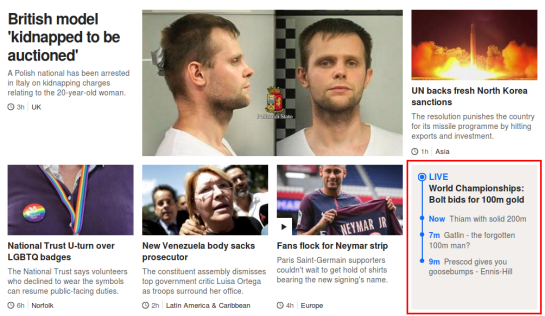 British model
'kidnapped to be
auctioned'
A Polish national has been arrested
in Italy on kidnapping charges
relating to the 20-year-old woman.
3h | UK
Polizia di Stato
UN backs fresh North Korea
sanctions
The resolution punishes the country
for its missile programme by hitting
exports and investment.
1h | Asia
National Trust U-turn over
LGBTQ badges
The National Trust says volunteers
who declined to wear the symbols
can resume public-facing duties.
6h | Norfolk
New Venezuela body sacks
prosecutor
The constituent assembly dismisses
top government critic Luisa Ortega
as troops surround her office.
2h | Latin America & Caribbean
NEYMAR JR
Fans flock for Neymar strip
Paris Saint-Germain supporters
couldn't wait to get hold of shirts
bearing the new signing's name.
4h | Europe
LIVE
World Championships:
Bolt bids for 100m gold
Now Thiam with solid 200m
7m Gatlin - the forgotten
100m man?
9m Prescod gives you
goosebumps - Ennis-Hill